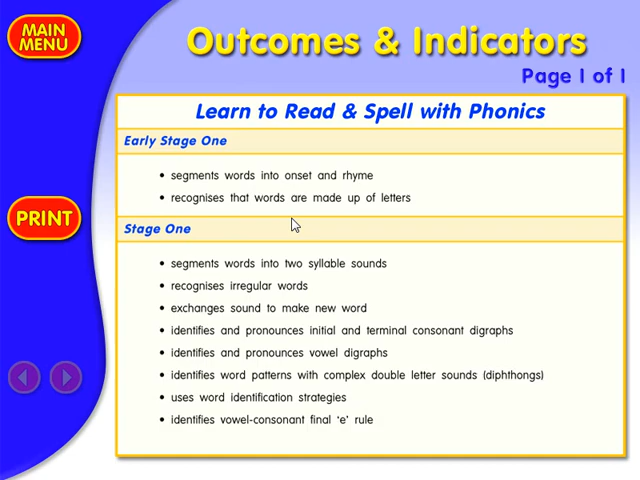 MAIN
MENU
Outcomes & Indicators
Page 1 of 1
Learn to Read & Spell with Phonics
Early Stage One
• segments words into onset and rhyme
• recognises that words are made up of letters
PRINT
Stage One
• segments words into two syllable sounds
• recognises irregular words
• exchanges sound to make new word
• identifies and pronounces initial and terminal consonant digraphs
• identifies and pronounces vowel digraphs
• identifies word patterns with complex double letter sounds (diphthongs)
• uses word identification strategies
• identifies vowel-consonant final ‘e’ rule